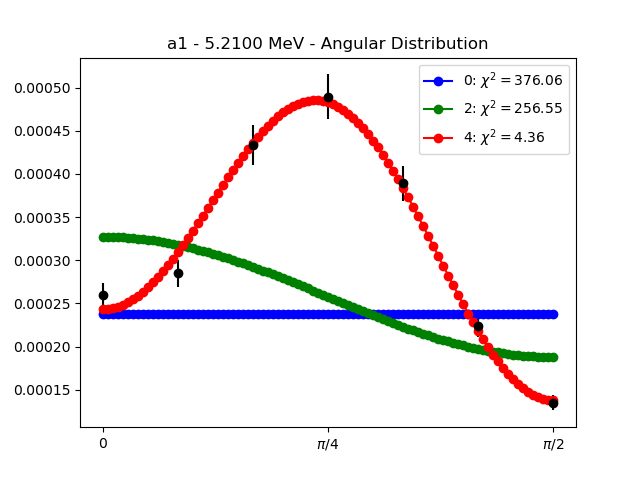 a1 - 5.2100 MeV - Angular Distribution
0: χ² = 376.06
2: χ² = 256.55
4: χ² = 4.36
0.00050
0.00045
0.00040
0.00035
0.00030
0.00025
0.00020
0.00015
0
π/4
π/2